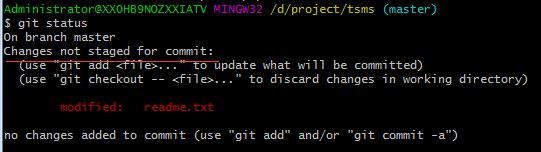 Administrator@XXOHB9NOZXXIATV MINGW32 /d/project/tsms (master)
$ git status
On branch master
Changes not staged for commit:
  (use "git add <file>..." to update what will be committed)
  (use "git checkout -- <file>..." to discard changes in working directory)

        modified:   readme.txt

no changes added to commit (use "git add" and/or "git commit -a")